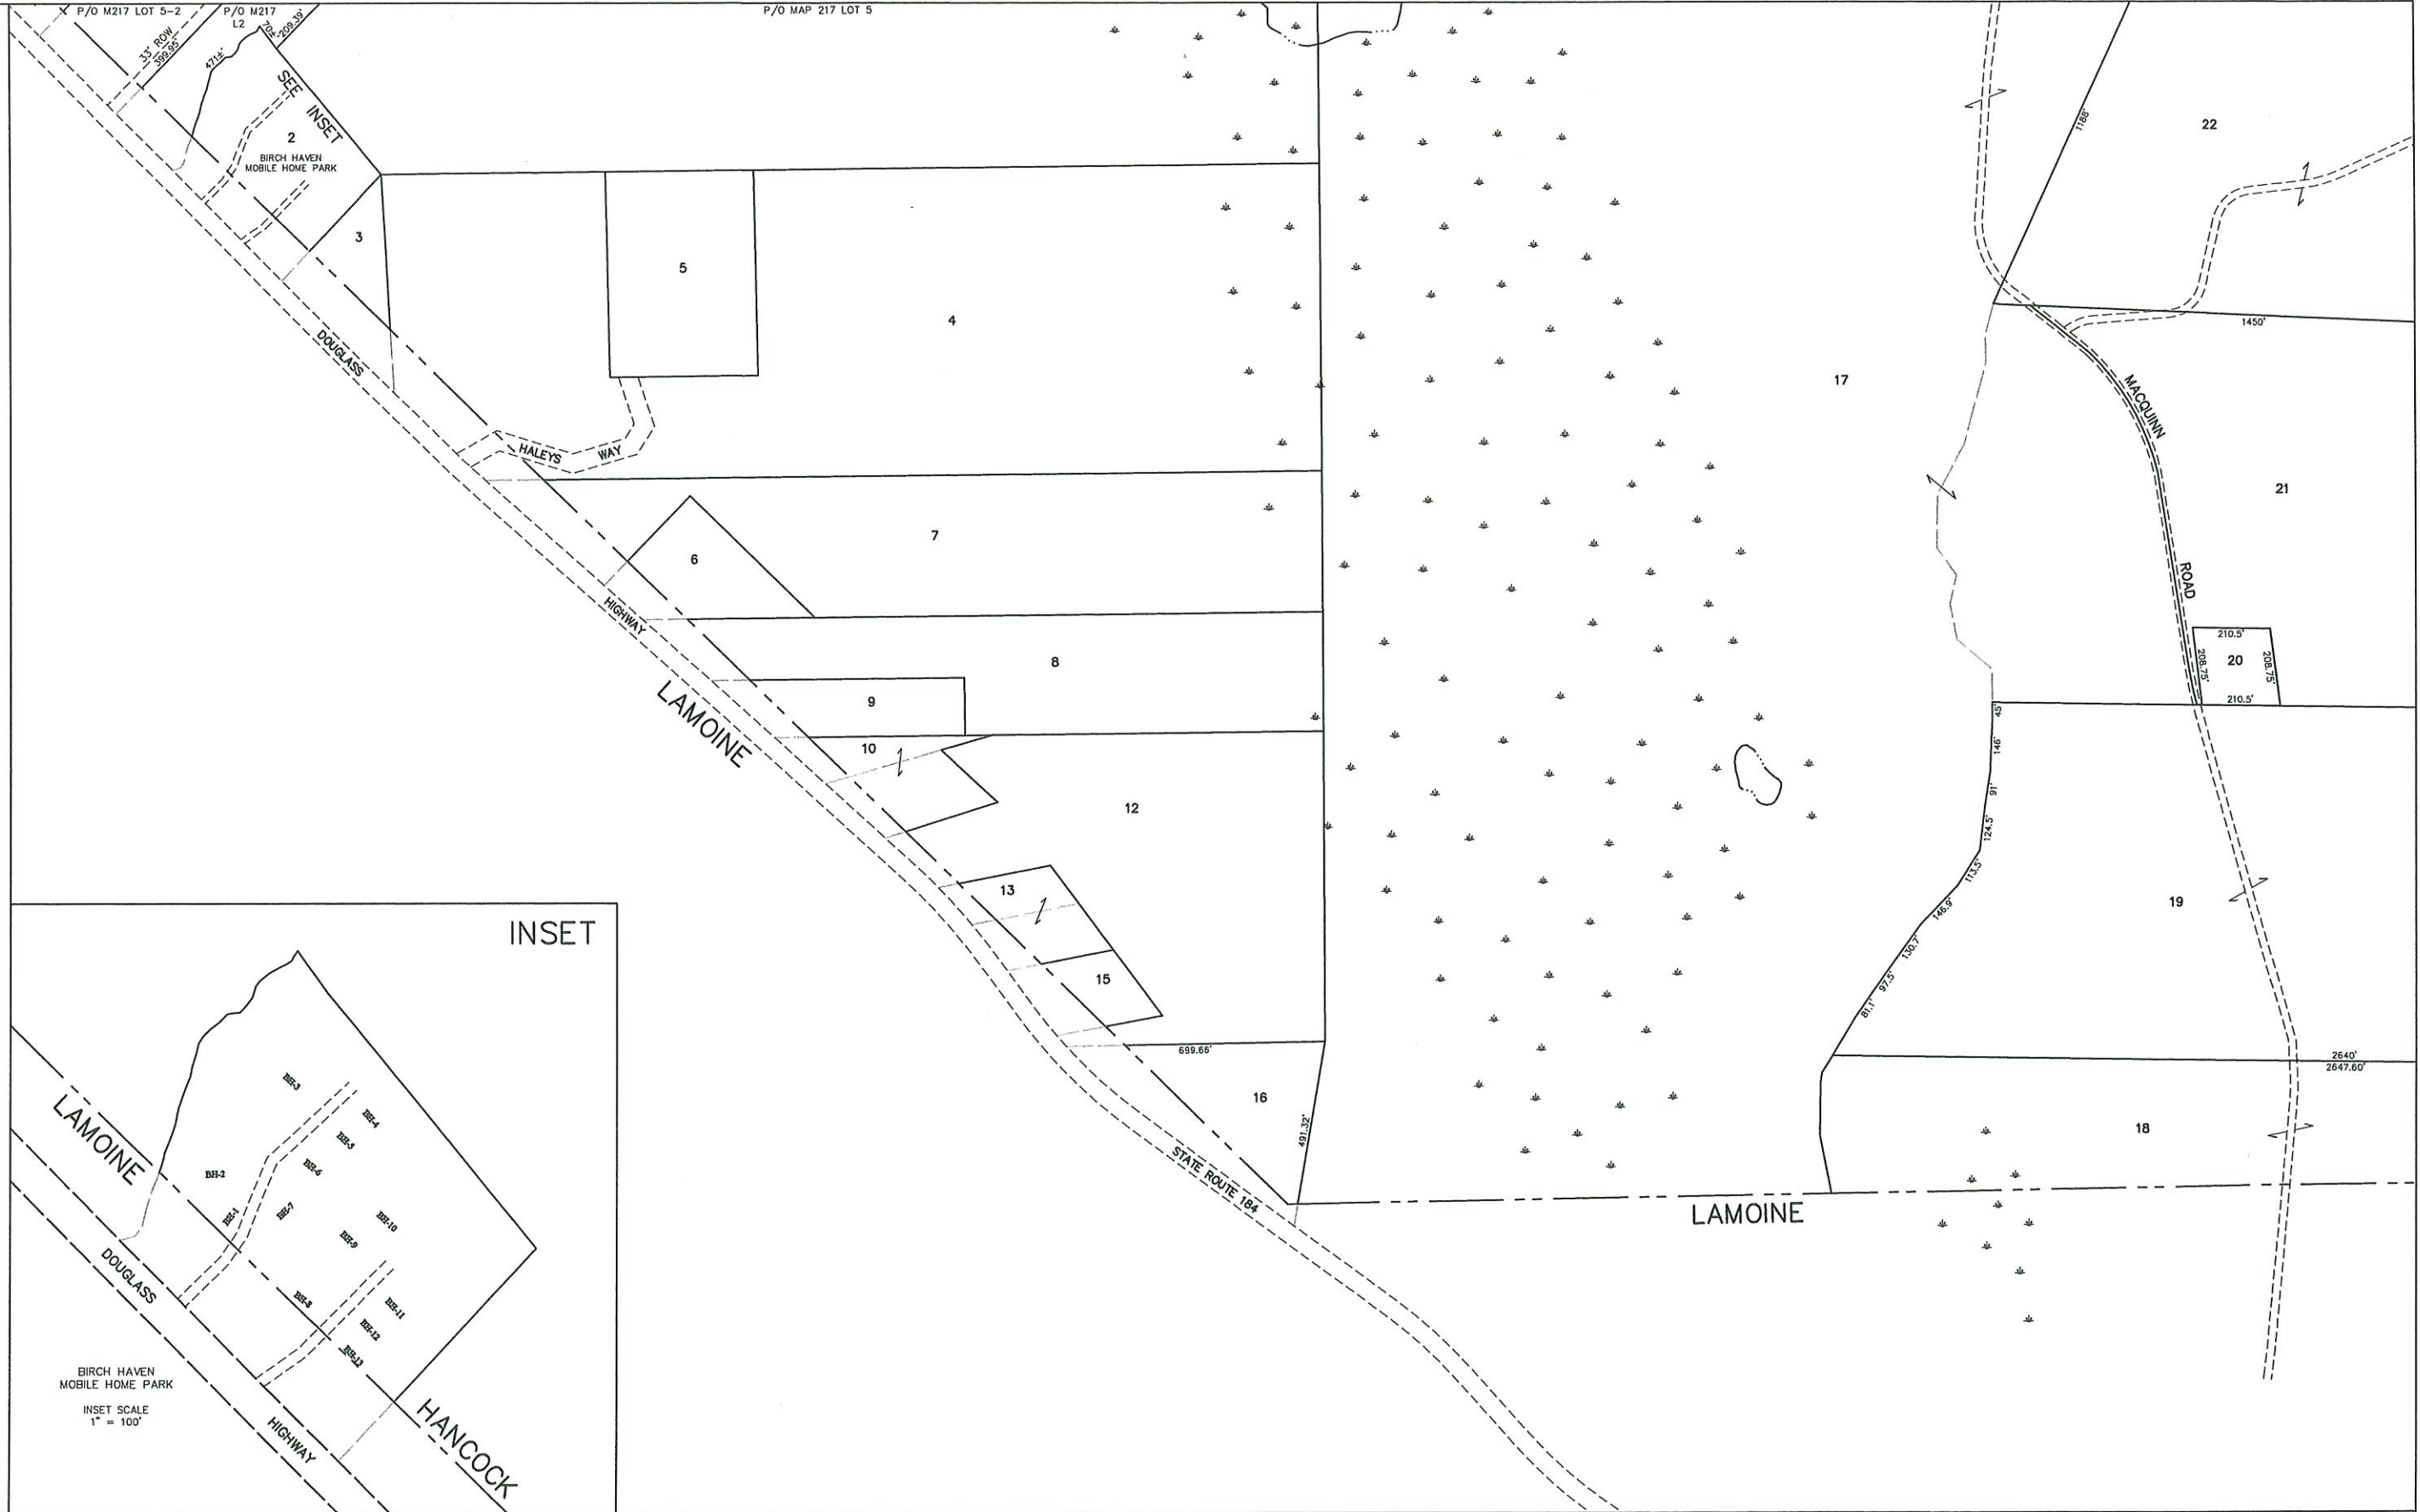 P/O M217 LOT 5-2
P/O M217
L2
P/O MAP 217 LOT 5
33' ROW
399.95'
471±'
70±'
209.39'
SEE INSET
2
BIRCH HAVEN
MOBILE HOME PARK
3
5
4
22
1188'
1450'
17
DOUGLASS
HALEYS WAY
MACQUINN
21
7
6
ROAD
HIGHWAY
8
210.5'
208.75'
20
208.75'
210.5'
LAMOINE
9
10
45'
146'
91'
124.5'
113.5'
146.9'
130.7'
97.5'
81.1'
12
13
19
15
699.66'
16
491.32'
2640'
2647.60'
18
STATE ROUTE 184
LAMOINE
INSET
BH-3
BH-4
BH-5
BH-6
BH-2
BH-1
BH-7
BH-10
BH-9
BH-8
BH-11
BH-12
BH-13
LAMOINE
DOUGLASS
HIGHWAY
HANCOCK
BIRCH HAVEN
MOBILE HOME PARK
INSET SCALE
1" = 100'